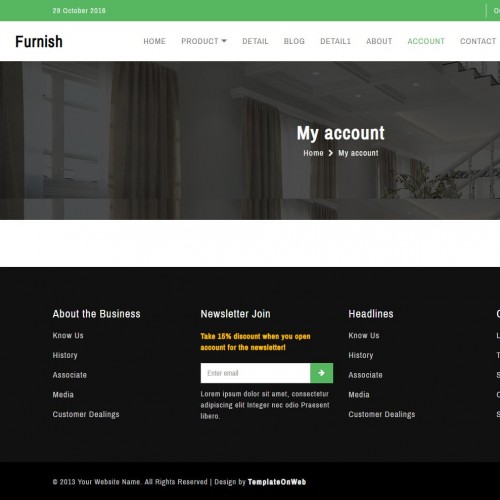 29 October 2016
Furnish
HOME PRODUCT DETAIL BLOG DETAIL1 ABOUT ACCOUNT CONTACT
My account
Home My account
About the Business
Know Us
History
Associate
Media
Customer Dealings
Newsletter Join
Take 15% discount when you open
account for the newsletter!
Enter email
Lorem ipsum dolor sit amet, consectetur
adipiscing elit Integer nec odio Praesent
libero.
Headlines
Know Us
History
Associate
Media
Customer Dealings
© 2013 Your Website Name. All Rights Reserved | Design by TemplateOnWeb